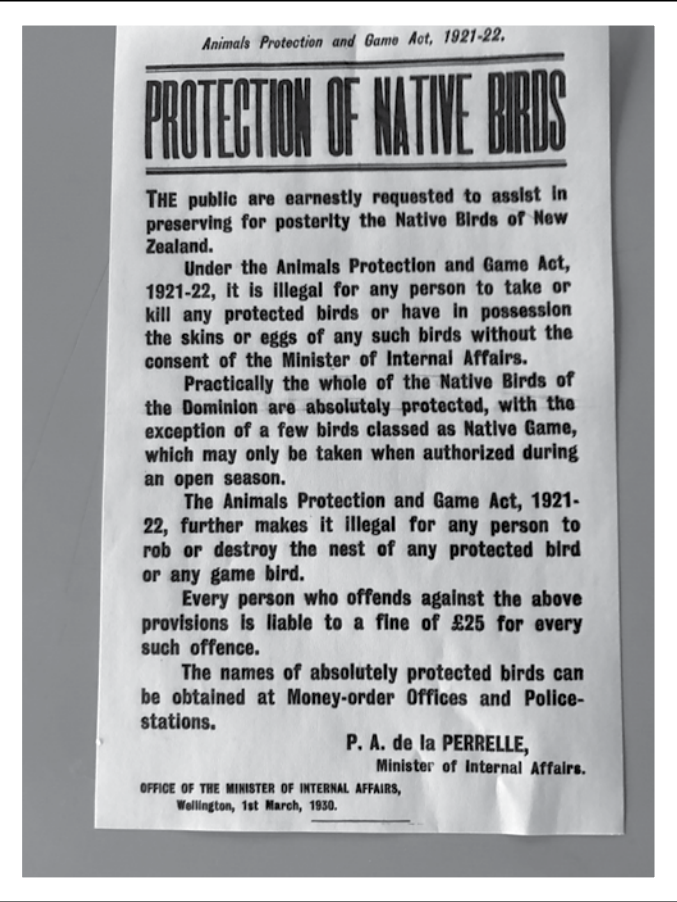 Animals Protection and Game Act, 1921-22.
PROTECTION OF NATIVE BIRDS
THE public are earnestly requested to assist in
preserving for posterity the Native Birds of New
Zealand.
Under the Animals Protection and Game Act,
1921-22, it is illegal for any person to take or
kill any protected birds or have in possession
the skins or eggs of any such birds without the
consent of the Minister of Internal Affairs.
Practically the whole of the Native Birds of
the Dominion are absolutely protected, with the
exception of a few birds classed as Native Game,
which may only be taken when authorized during
an open season.
The Animals Protection and Game Act, 1921-
22, further makes it illegal for any person to
rob or destroy the nest of any protected bird
or any game bird.
Every person who offends against the above
provisions is liable to a fine of £25 for every
such offence.
The names of absolutely protected birds can
be obtained at Money-order Offices and Police-
stations.
P. A. de la PERRELLE,
Minister of Internal Affairs.
OFFICE OF THE MINISTER OF INTERNAL AFFAIRS,
Wellington, 1st March, 1930.